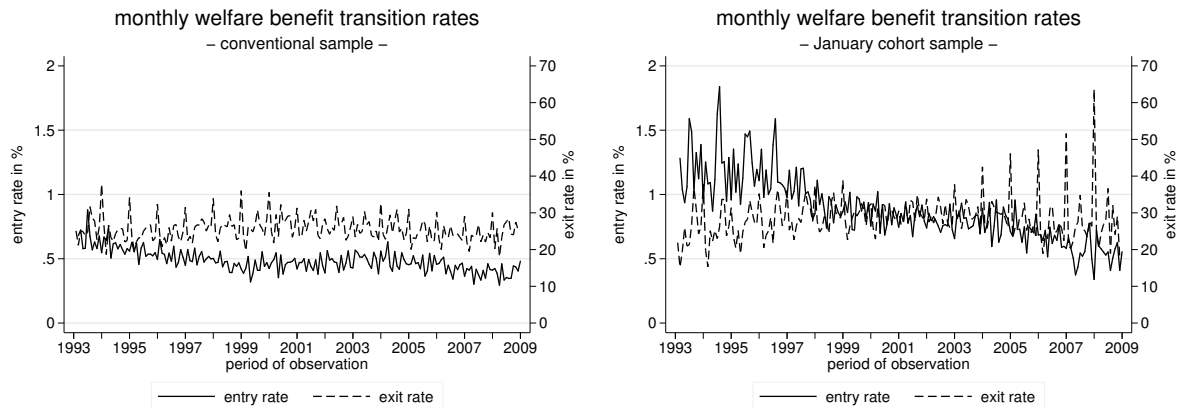 monthly welfare benefit transition rates
– conventional sample –
2
1.5
1
.5
0
entry rate in %
70
60
50
40
30
20
10
0
exit rate in %
1993 1995 1997 1999 2001 2003 2005 2007 2009
period of observation
entry rate exit rate
monthly welfare benefit transition rates
– January cohort sample –
2
1.5
1
.5
0
entry rate in %
70
60
50
40
30
20
10
0
exit rate in %
1993 1995 1997 1999 2001 2003 2005 2007 2009
period of observation
entry rate exit rate